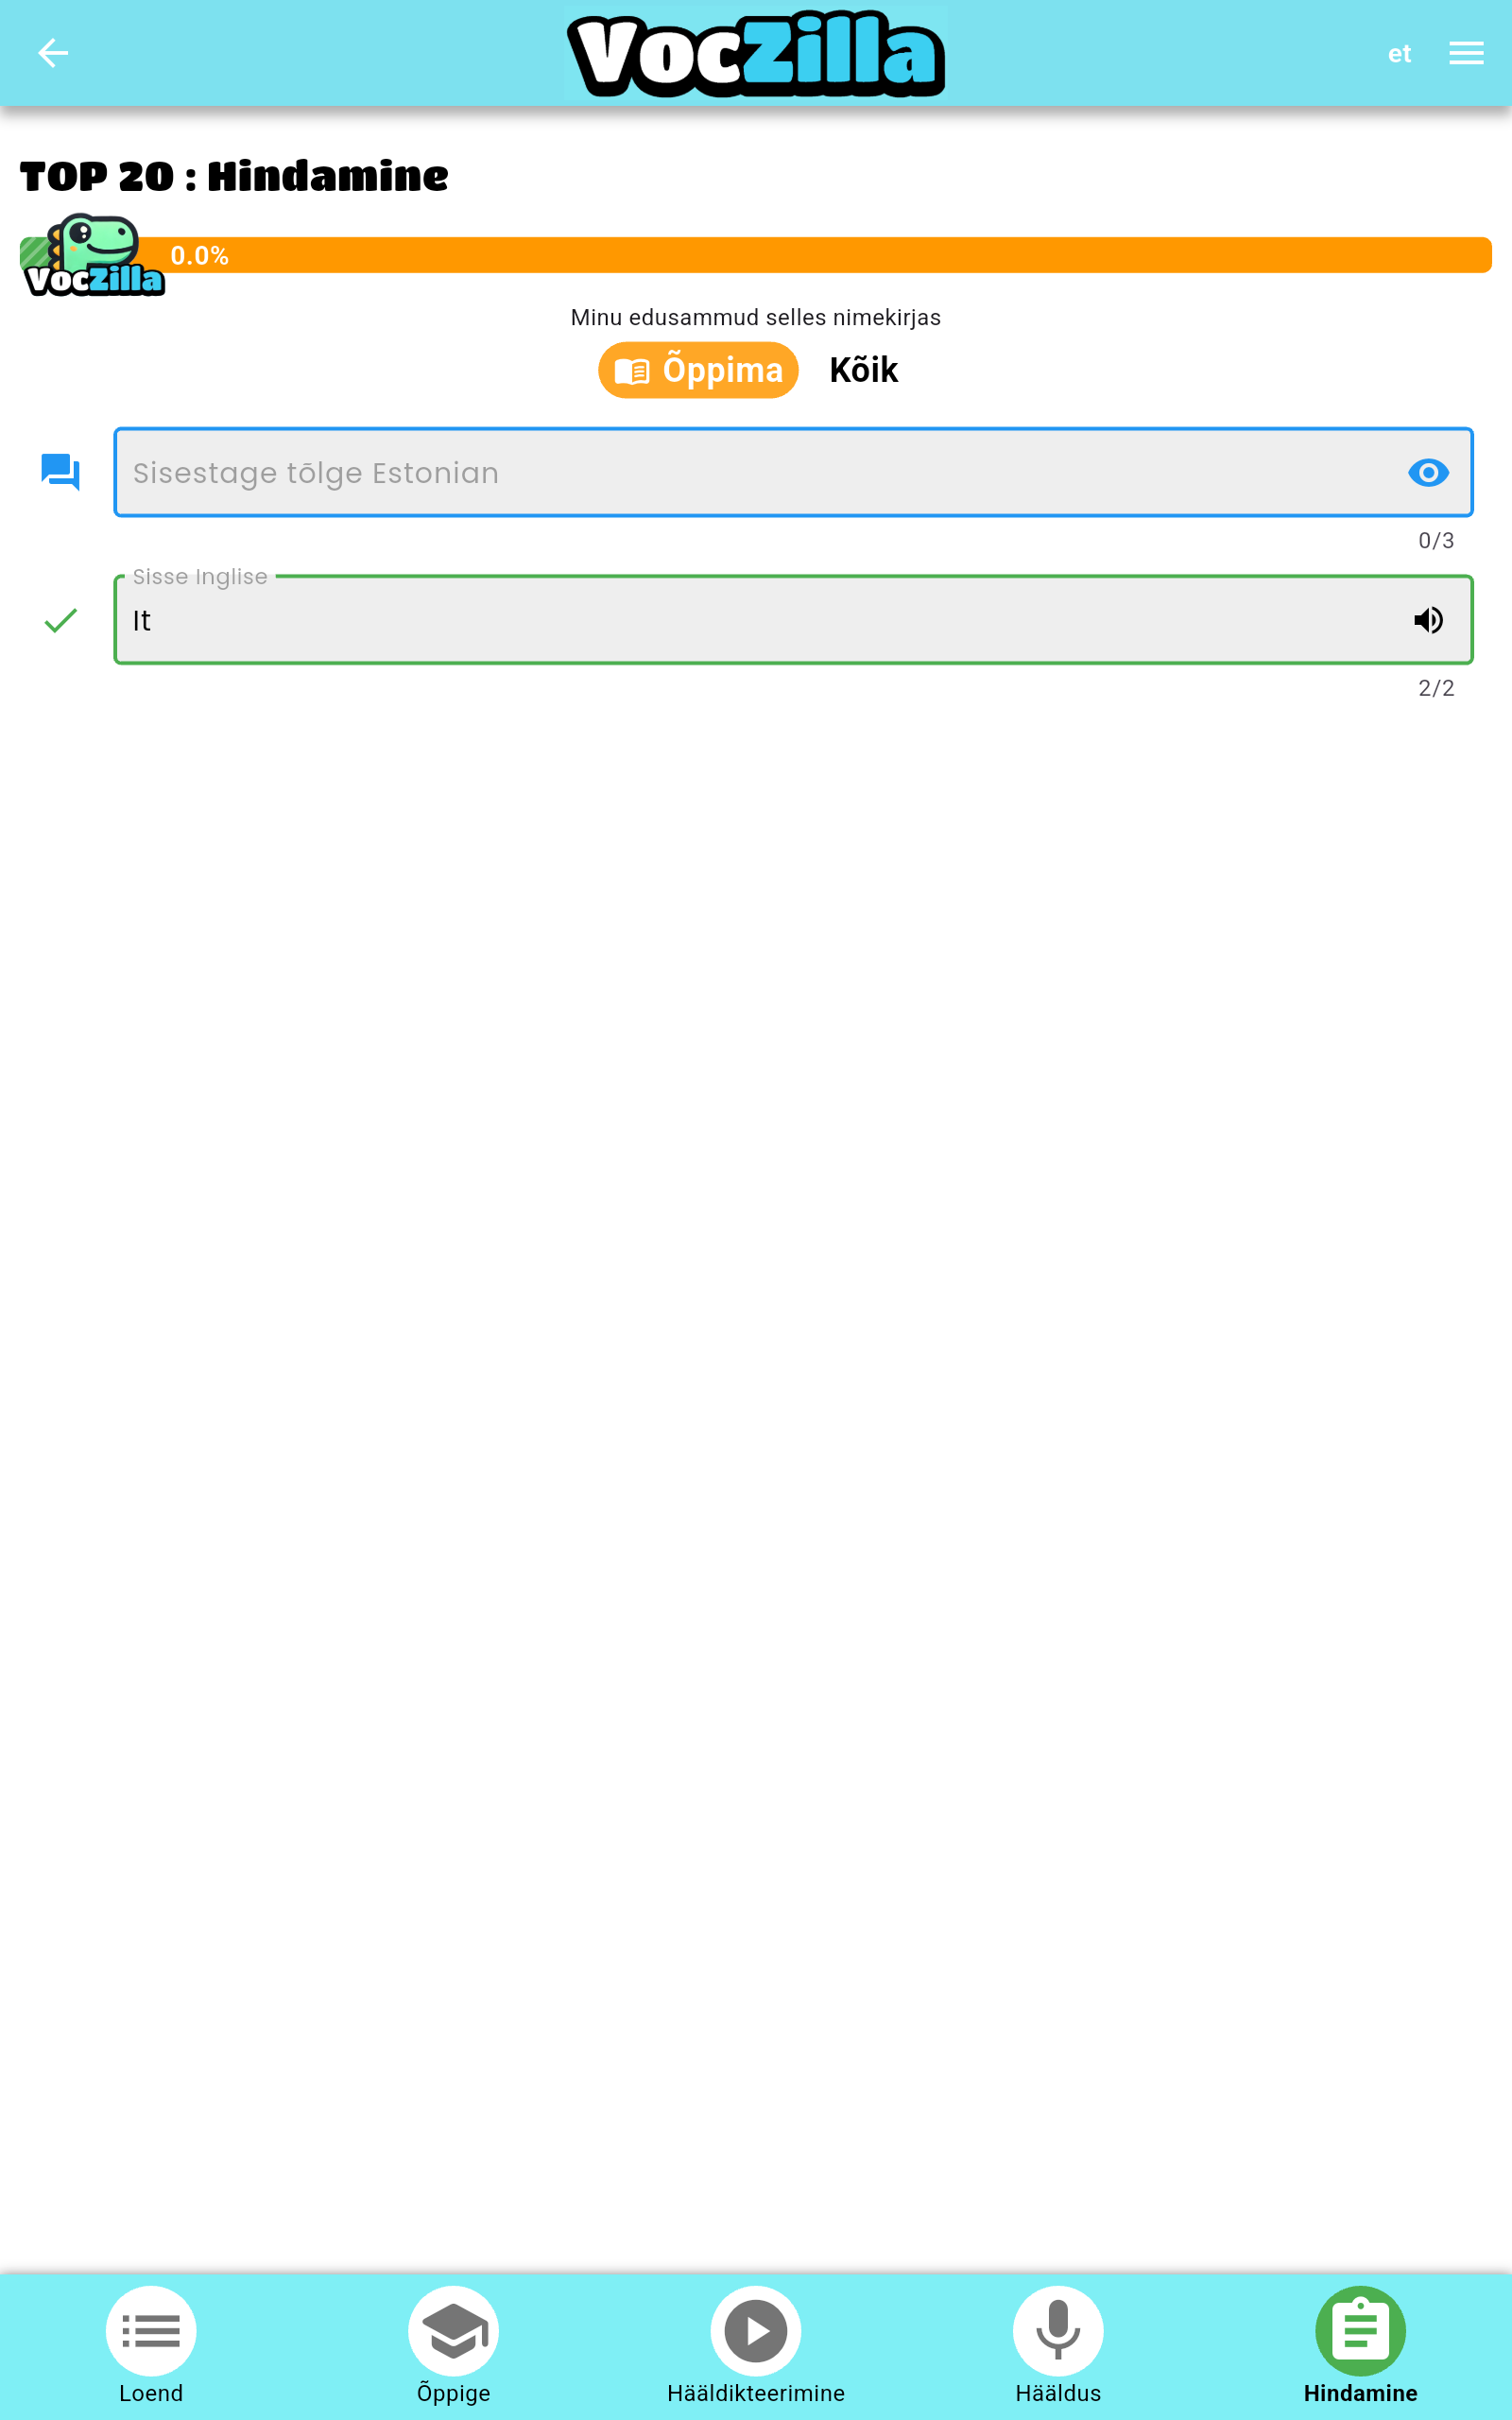 VocZilla
et
TOP 20 : Hindamine
VocZilla
0.0%
Minu edusammud selles nimekirjas
Õppima
Kõik
Sisestage tõlge Estonian
0/3
Sisse Inglise
It
2/2
Loend
Õppige
Hääldikteerimine
Hääldus
Hindamine